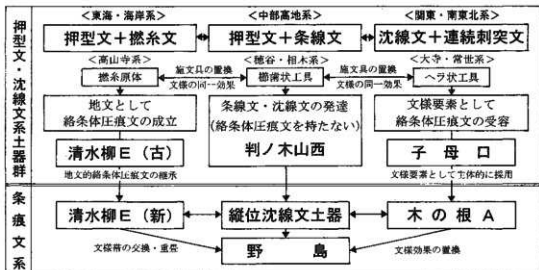 <東海・海岸系>
<中部高地系>
<関東・南東北系>
押型文・沈線文系土器群
押型文+撚糸文
押型文+条線文
沈線文+連続刺突文
<高山寺系>
<穂谷・相木系>
<大寺・常世系>
撚糸原体
施文具の置換
文様の同一効果
櫛歯状工具
施文具の置換
文様の同一効果
ヘラ状工具
地文として
絡条体圧痕文の成立
条線文・沈線文の発達
(絡条体圧痕文を持たない)
判ノ木山西
文様要素として
絡条体圧痕文の受容
清水柳E(古)
子母口
地文的絡条体圧痕文の継承
文様要素として主体的に採用
条痕文系
清水柳E(新)
縦位沈線文土器
木の根A
文様帯の交換・重畳
野島
文様効果の置換